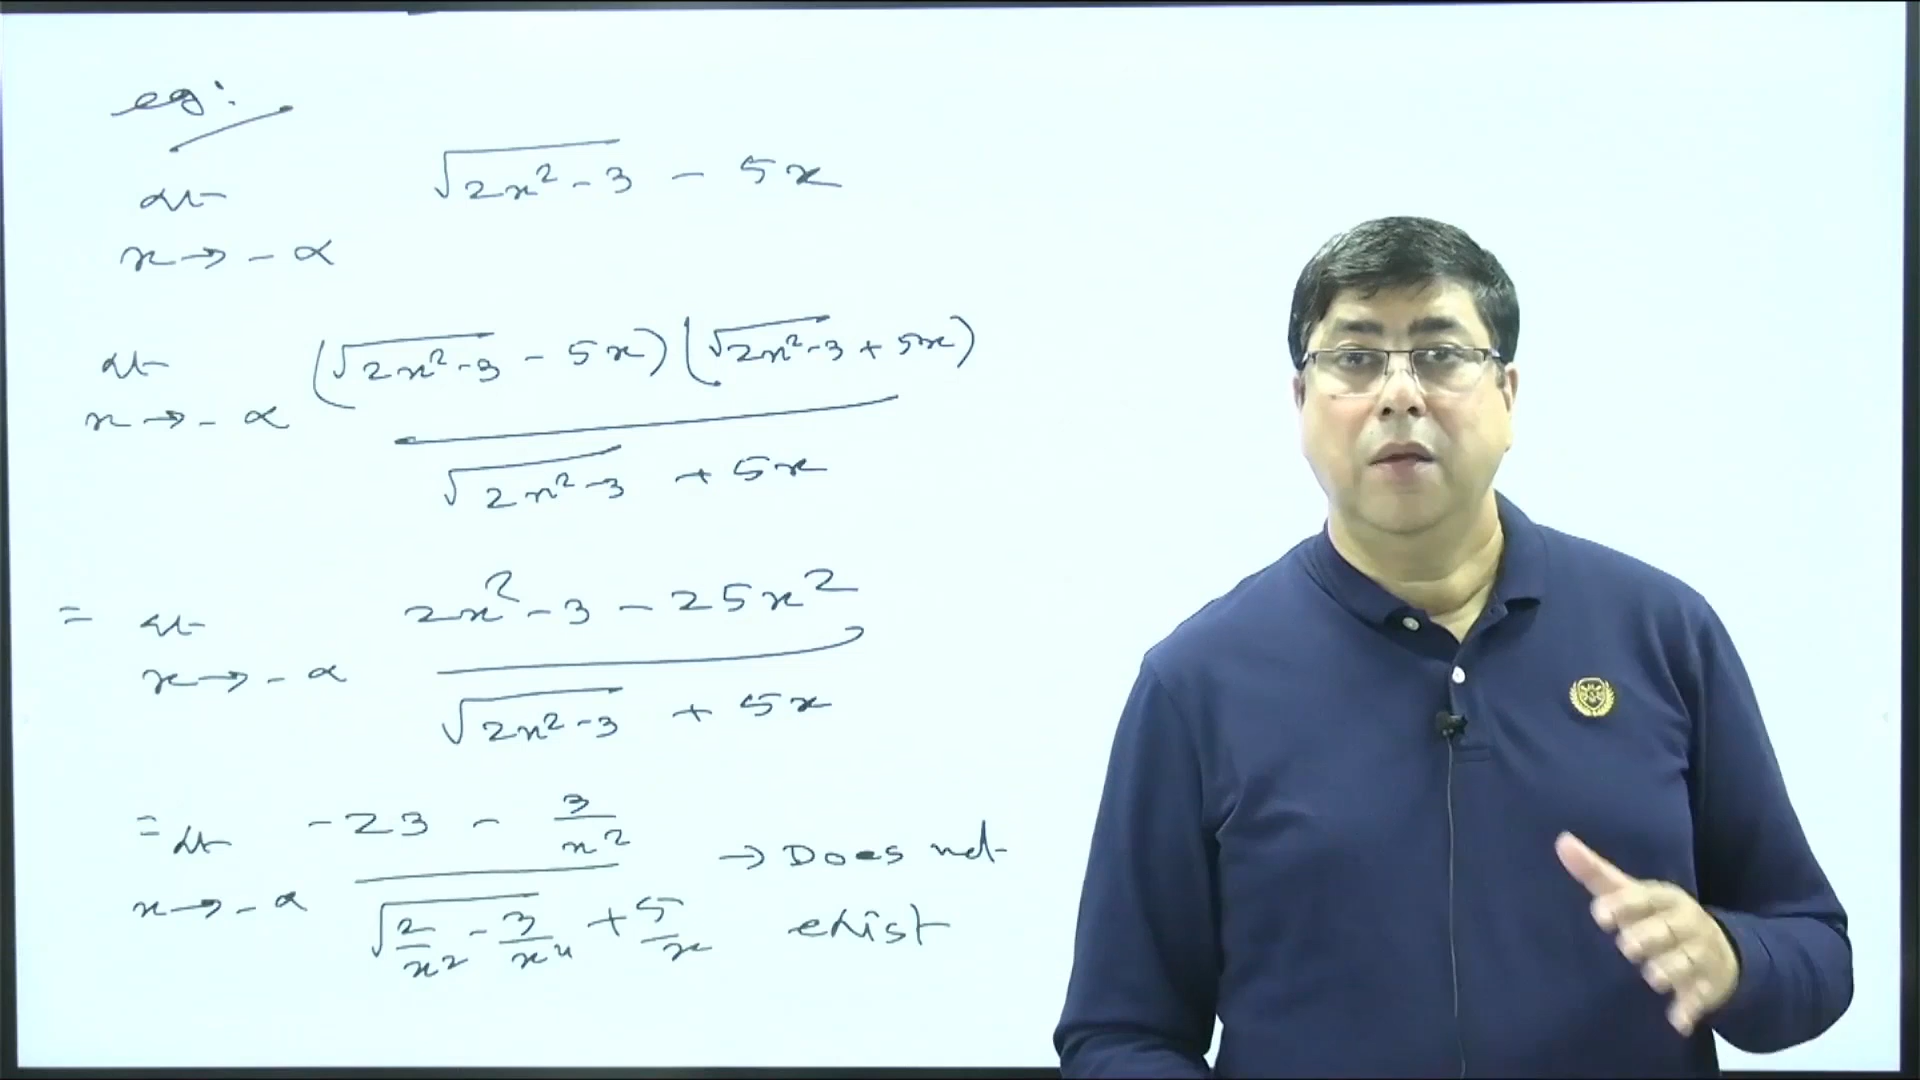 eg:
Lt √(2x² - 3) - 5x
x → - ∝
Lt (√(2x² - 3) - 5x) (√(2x² - 3) + 5x)
x → - ∝
√(2x² - 3) + 5x
= Lt 2x² - 3 - 25x²
x → - ∝
√(2x² - 3) + 5x
= Lt -23 - 3/x² → Does not
x → - ∝ √(2/x² - 3/x⁴) + 5/x exist